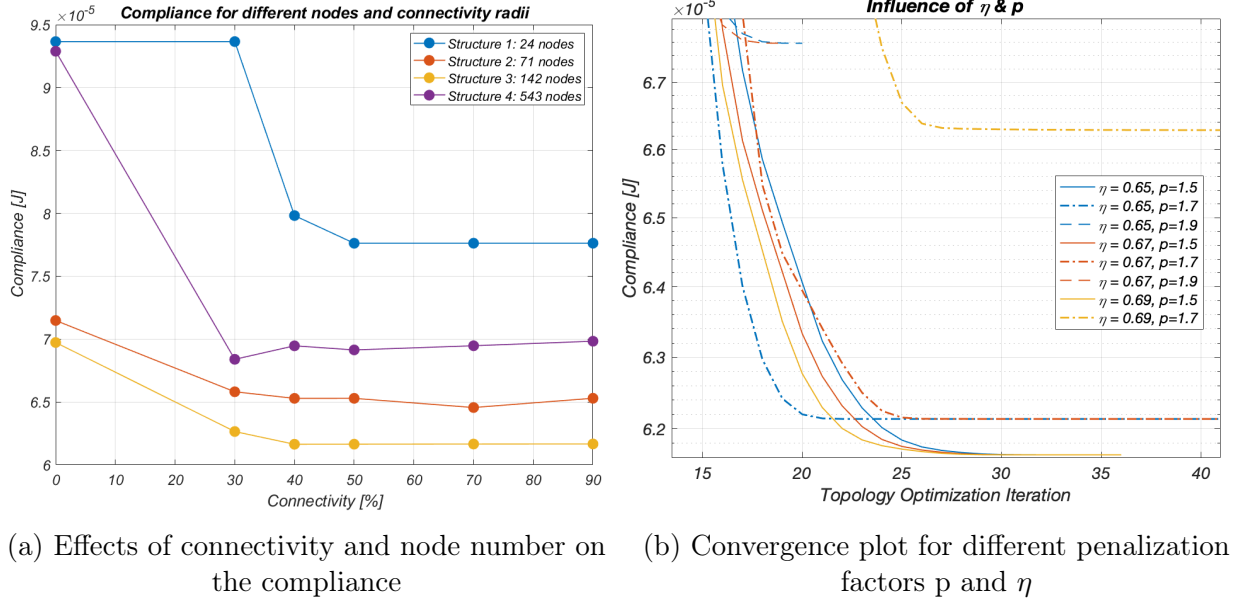 Compliance for different nodes and connectivity radii
×10⁻⁵
9.5
9
8.5
8
7.5
7
6.5
6
Compliance [J]
0 10 20 30 40 50 60 70 80 90
Connectivity [%]
Structure 1: 24 nodes
Structure 2: 71 nodes
Structure 3: 142 nodes
Structure 4: 543 nodes
(a) Effects of connectivity and node number on
the compliance
Influence of η & p
×10⁻⁵
6.7
6.6
6.5
6.4
6.3
6.2
Compliance [J]
15 20 25 30 35 40
Topology Optimization Iteration
η = 0.65, p=1.5
η = 0.65, p=1.7
η = 0.65, p=1.9
η = 0.67, p=1.5
η = 0.67, p=1.7
η = 0.67, p=1.9
η = 0.69, p=1.5
η = 0.69, p=1.7
(b) Convergence plot for different penalization
factors p and η